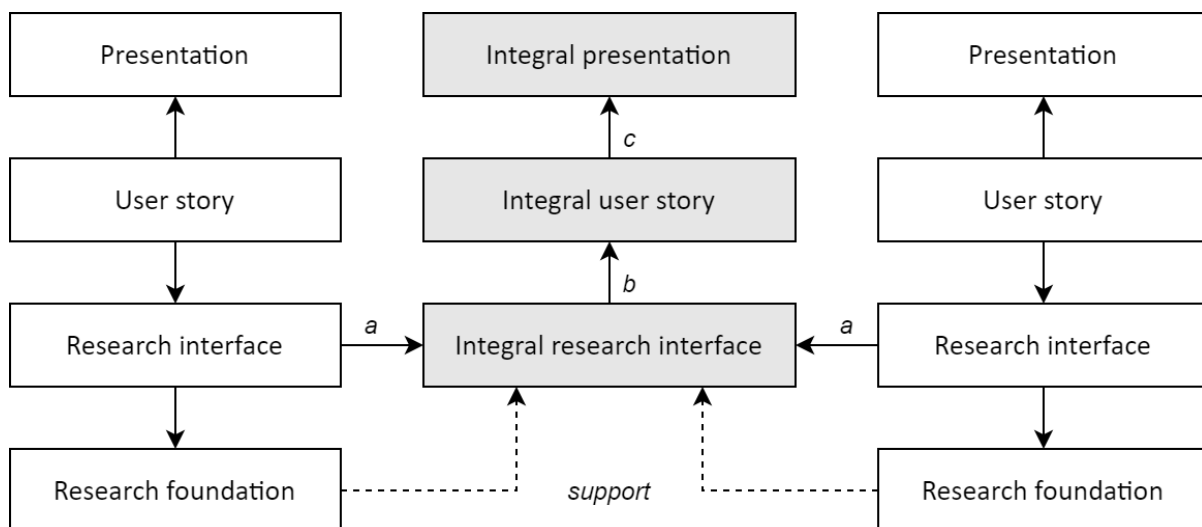 Presentation
Integral presentation
Presentation
c
User story
Integral user story
User story
b
a
a
Research interface
Integral research interface
Research interface
Research foundation
support
Research foundation